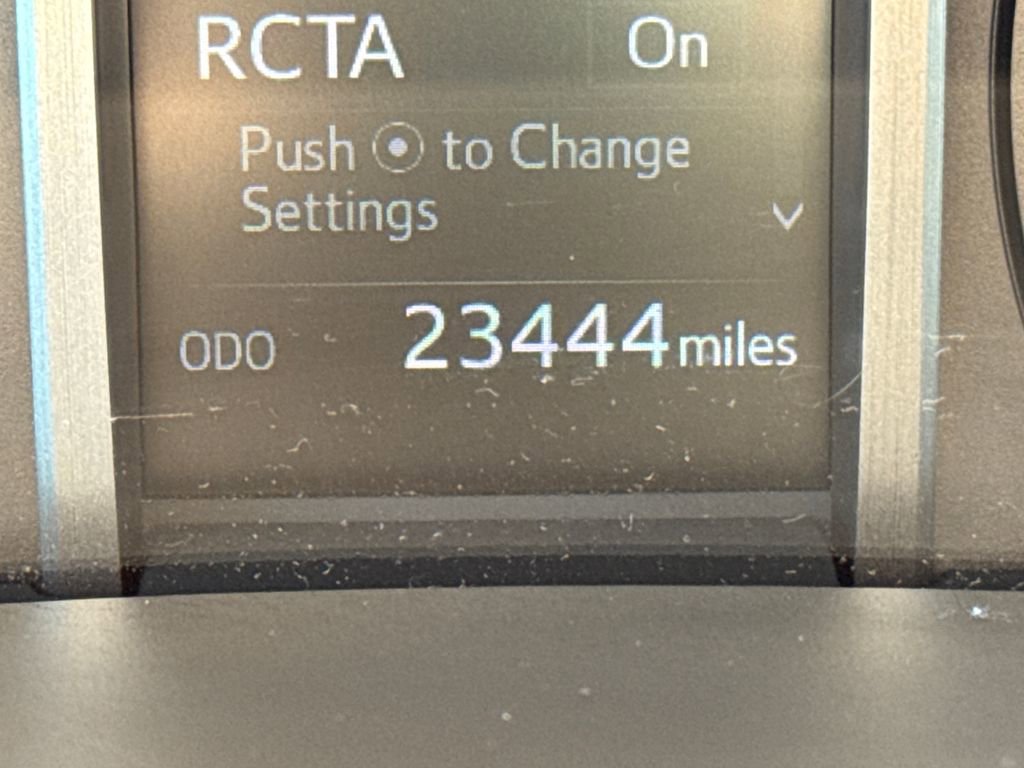 RCTA On
Push to Change
Settings
ODO 23444 miles